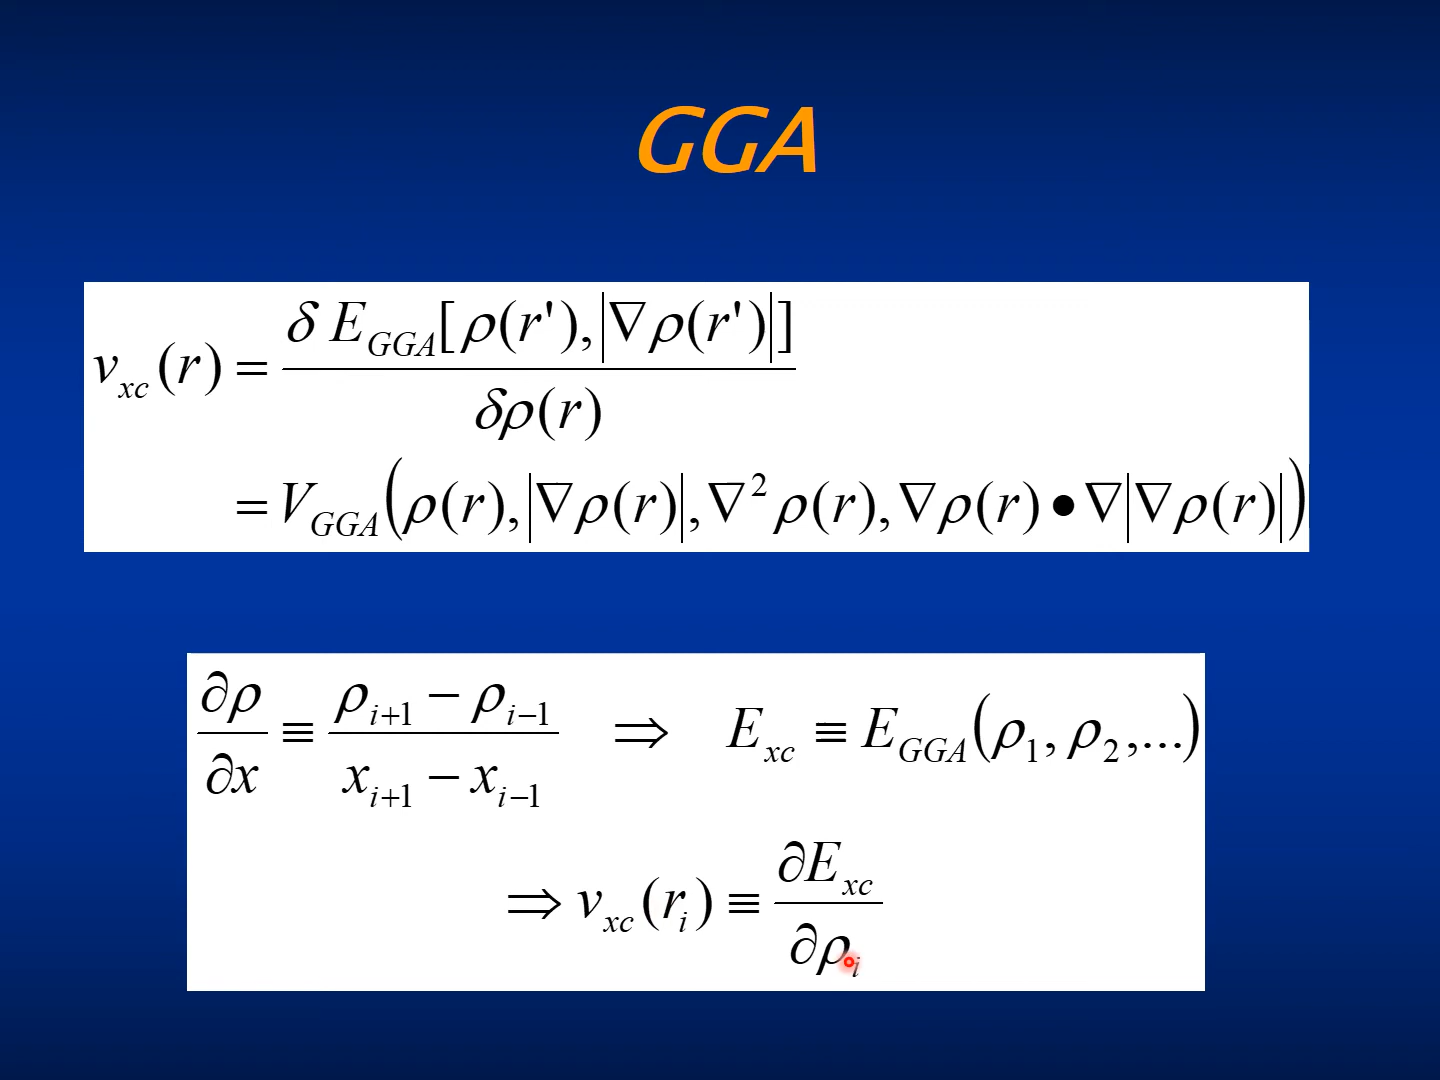 GGA
v_xc(r) = δ E_GGA[ρ(r'),|∇ρ(r')|] / δρ(r)
= V_GGA(ρ(r),|∇ρ(r)|,∇²ρ(r),∇ρ(r)•∇|∇ρ(r)|)
∂ρ/∂x ≡ (ρ_{i+1} − ρ_{i−1})/(x_{i+1} − x_{i−1}) ⇒ E_xc ≡ E_GGA(ρ_1, ρ_2,...)
⇒ v_xc(r_i) ≡ ∂E_xc/∂ρ_i